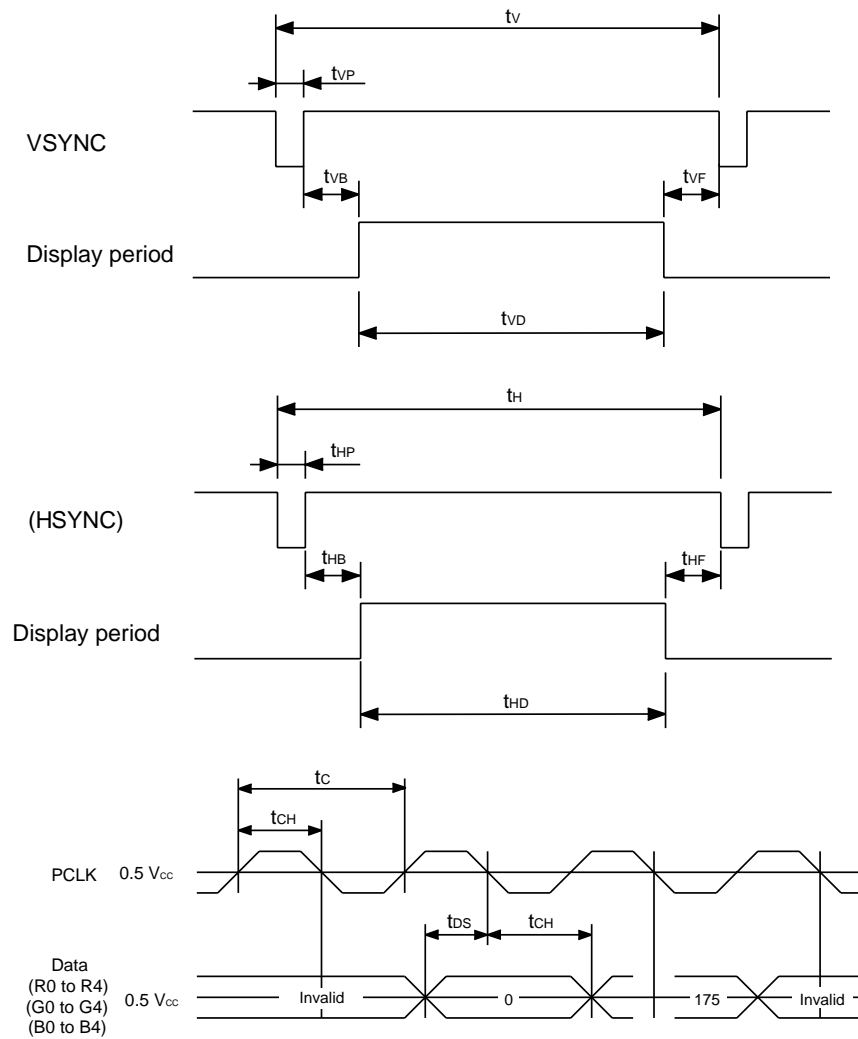 tV
tVP
VSYNC
tVB
tVF
Display period
tVD
tH
tHP
(HSYNC)
tHB
tHF
Display period
tHD
tC
tCH
PCLK 0.5 Vcc
tDS
tCH
Data
(R0 to R4)
(G0 to G4)
(B0 to B4)
0.5 Vcc
Invalid
0
175
Invalid